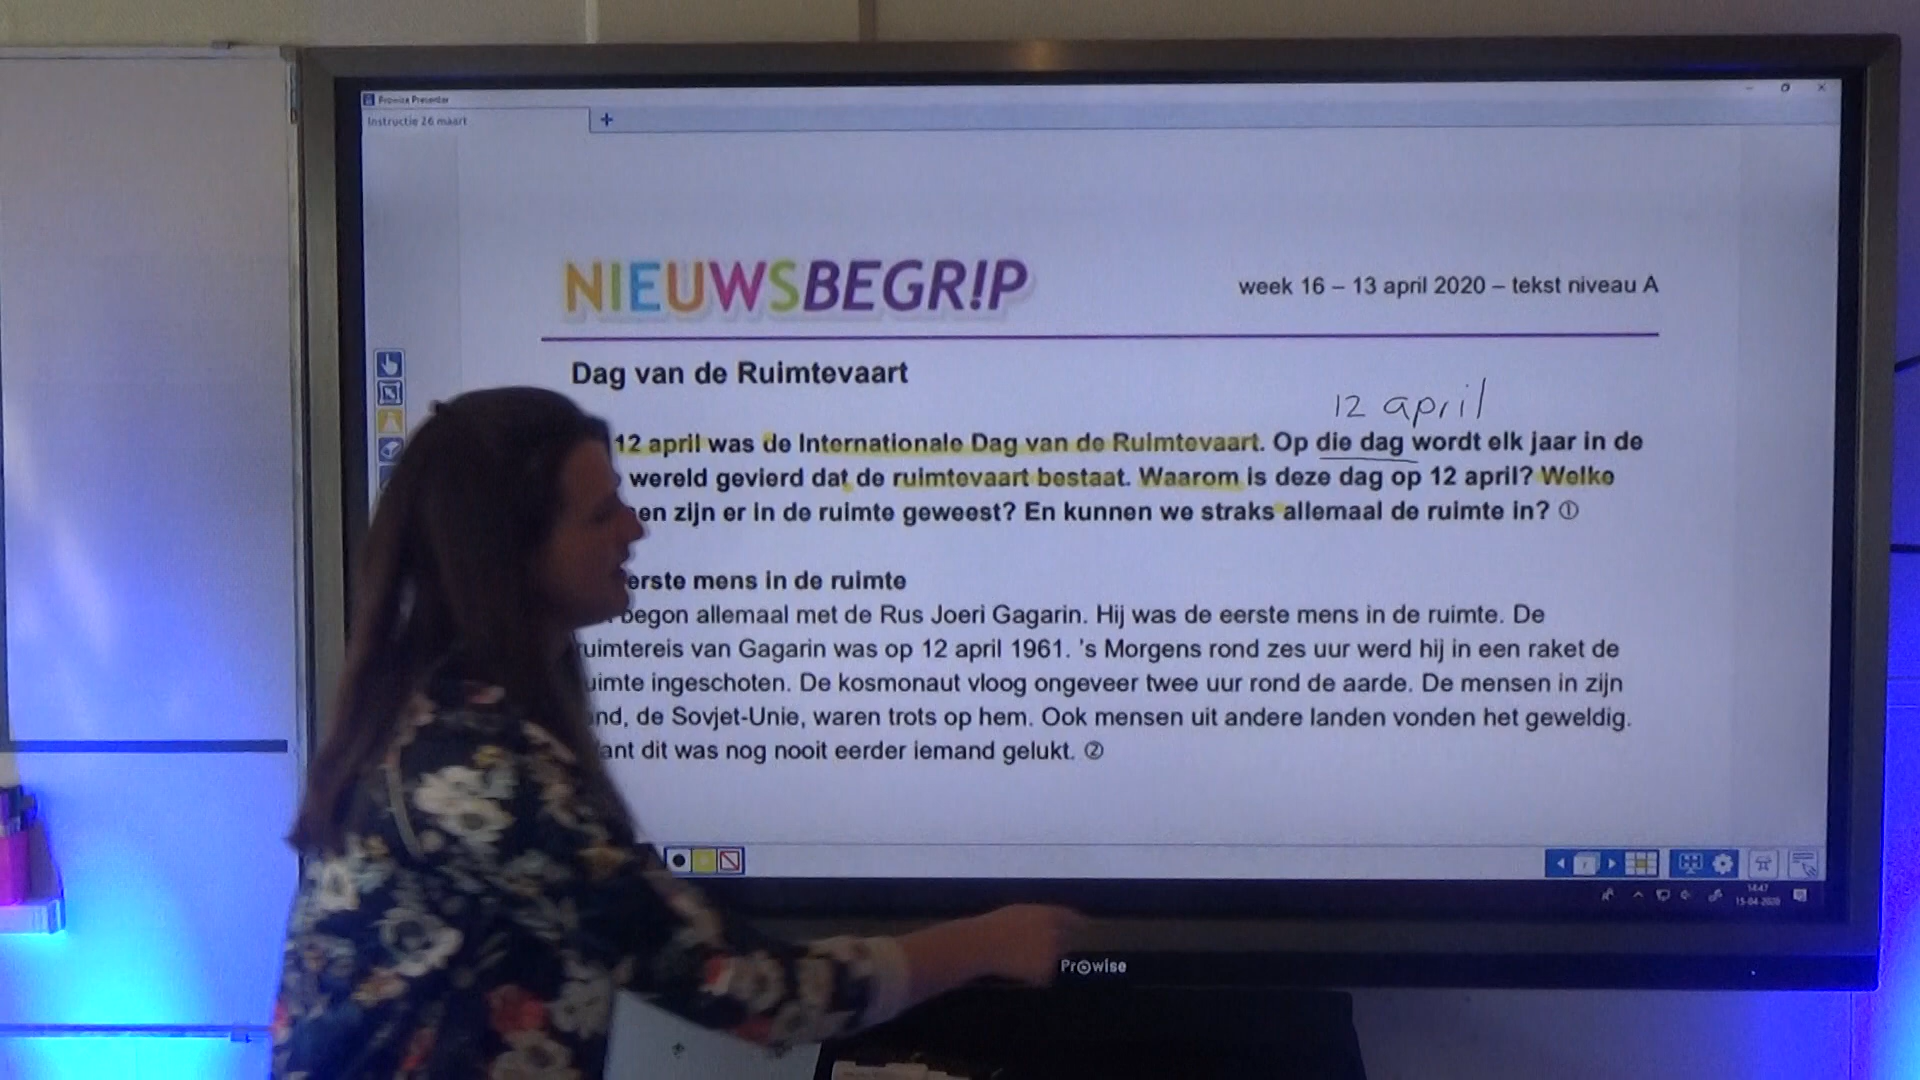 Prowise Presenter
Instructie 26 maart
NIEUWSBEGR!P
week 16 – 13 april 2020 – tekst niveau A
Dag van de Ruimtevaart
12 april
12 april was de Internationale Dag van de Ruimtevaart. Op die dag wordt elk jaar in de
wereld gevierd dat de ruimtevaart bestaat. Waarom is deze dag op 12 april? Welke
en zijn er in de ruimte geweest? En kunnen we straks allemaal de ruimte in? ①
erste mens in de ruimte
begon allemaal met de Rus Joeri Gagarin. Hij was de eerste mens in de ruimte. De
uimtereis van Gagarin was op 12 april 1961. 's Morgens rond zes uur werd hij in een raket de
uimte ingeschoten. De kosmonaut vloog ongeveer twee uur rond de aarde. De mensen in zijn
nd, de Sovjet-Unie, waren trots op hem. Ook mensen uit andere landen vonden het geweldig.
ant dit was nog nooit eerder iemand gelukt. ②
14:47
15-04-2020
Prowise